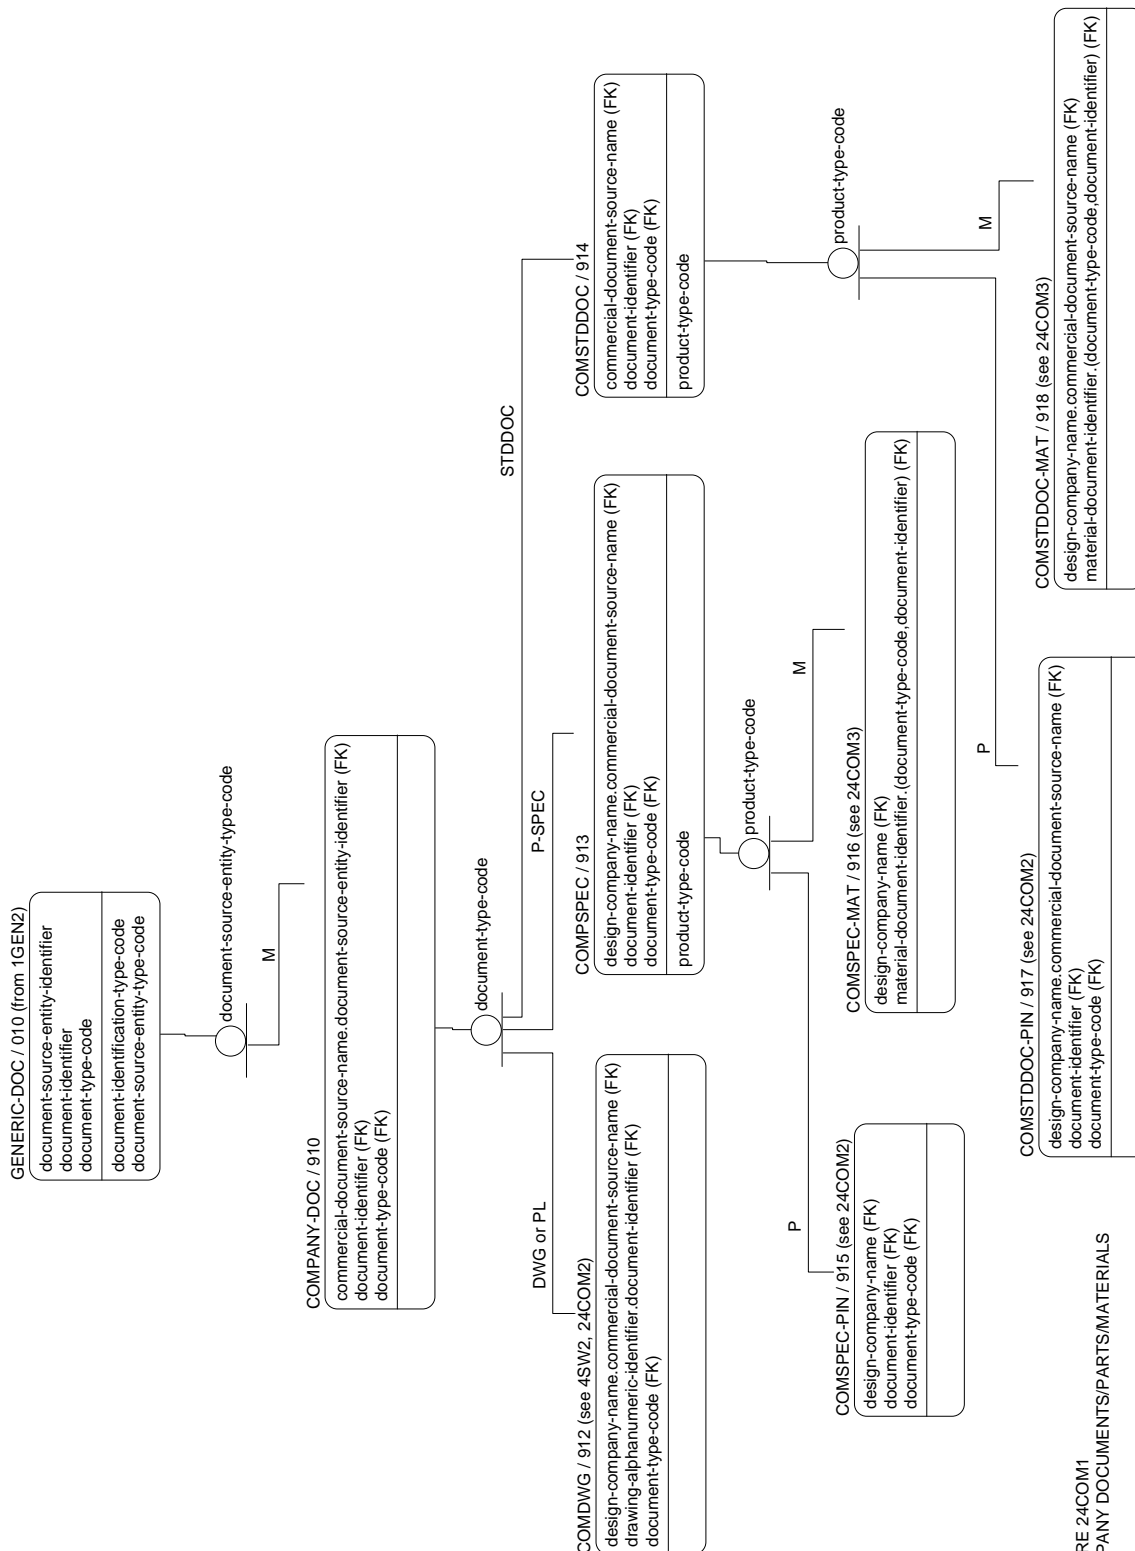 GENERIC-DOC / 010 (from 1GEN2)
document-source-entity-identifier
document-identifier
document-type-code
document-identification-type-code
document-source-entity-type-code
document-source-entity-type-code
M
COMPANY-DOC / 910
commercial-document-source-name.document-source-entity-identifier (FK)
document-identifier (FK)
document-type-code (FK)
document-type-code
DWG or PL
P-SPEC
STDDOC
COMDWG / 912 (see 4SW2, 24COM2)
design-company-name.commercial-document-source-name (FK)
drawing-alphanumeric-identifier.document-identifier (FK)
document-type-code (FK)
COMPSPEC / 913
design-company-name.commercial-document-source-name (FK)
document-identifier (FK)
document-type-code (FK)
product-type-code
COMSTDDOC / 914
commercial-document-source-name (FK)
document-identifier (FK)
document-type-code (FK)
product-type-code
product-type-code
P
M
COMSPEC-PIN / 915 (see 24COM2)
design-company-name (FK)
document-identifier (FK)
document-type-code (FK)
COMSPEC-MAT / 916 (see 24COM3)
design-company-name (FK)
material-document-identifier.(document-type-code,document-identifier) (FK)
product-type-code
P
M
COMSTDDOC-PIN / 917 (see 24COM2)
design-company-name.commercial-document-source-name (FK)
document-identifier (FK)
document-type-code (FK)
COMSTDDOC-MAT / 918 (see 24COM3)
design-company-name.commercial-document-source-name (FK)
material-document-identifier.(document-type-code,document-identifier) (FK)
RE 24COM1
PANY DOCUMENTS/PARTS/MATERIALS